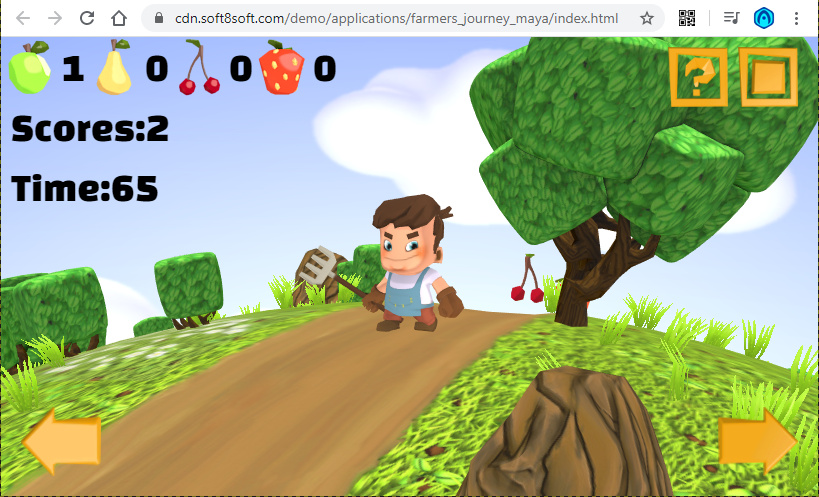 cdn.soft8soft.com/demo/applications/farmers_journey_maya/index.html
1 0 0 0
?
Scores:2
Time:65